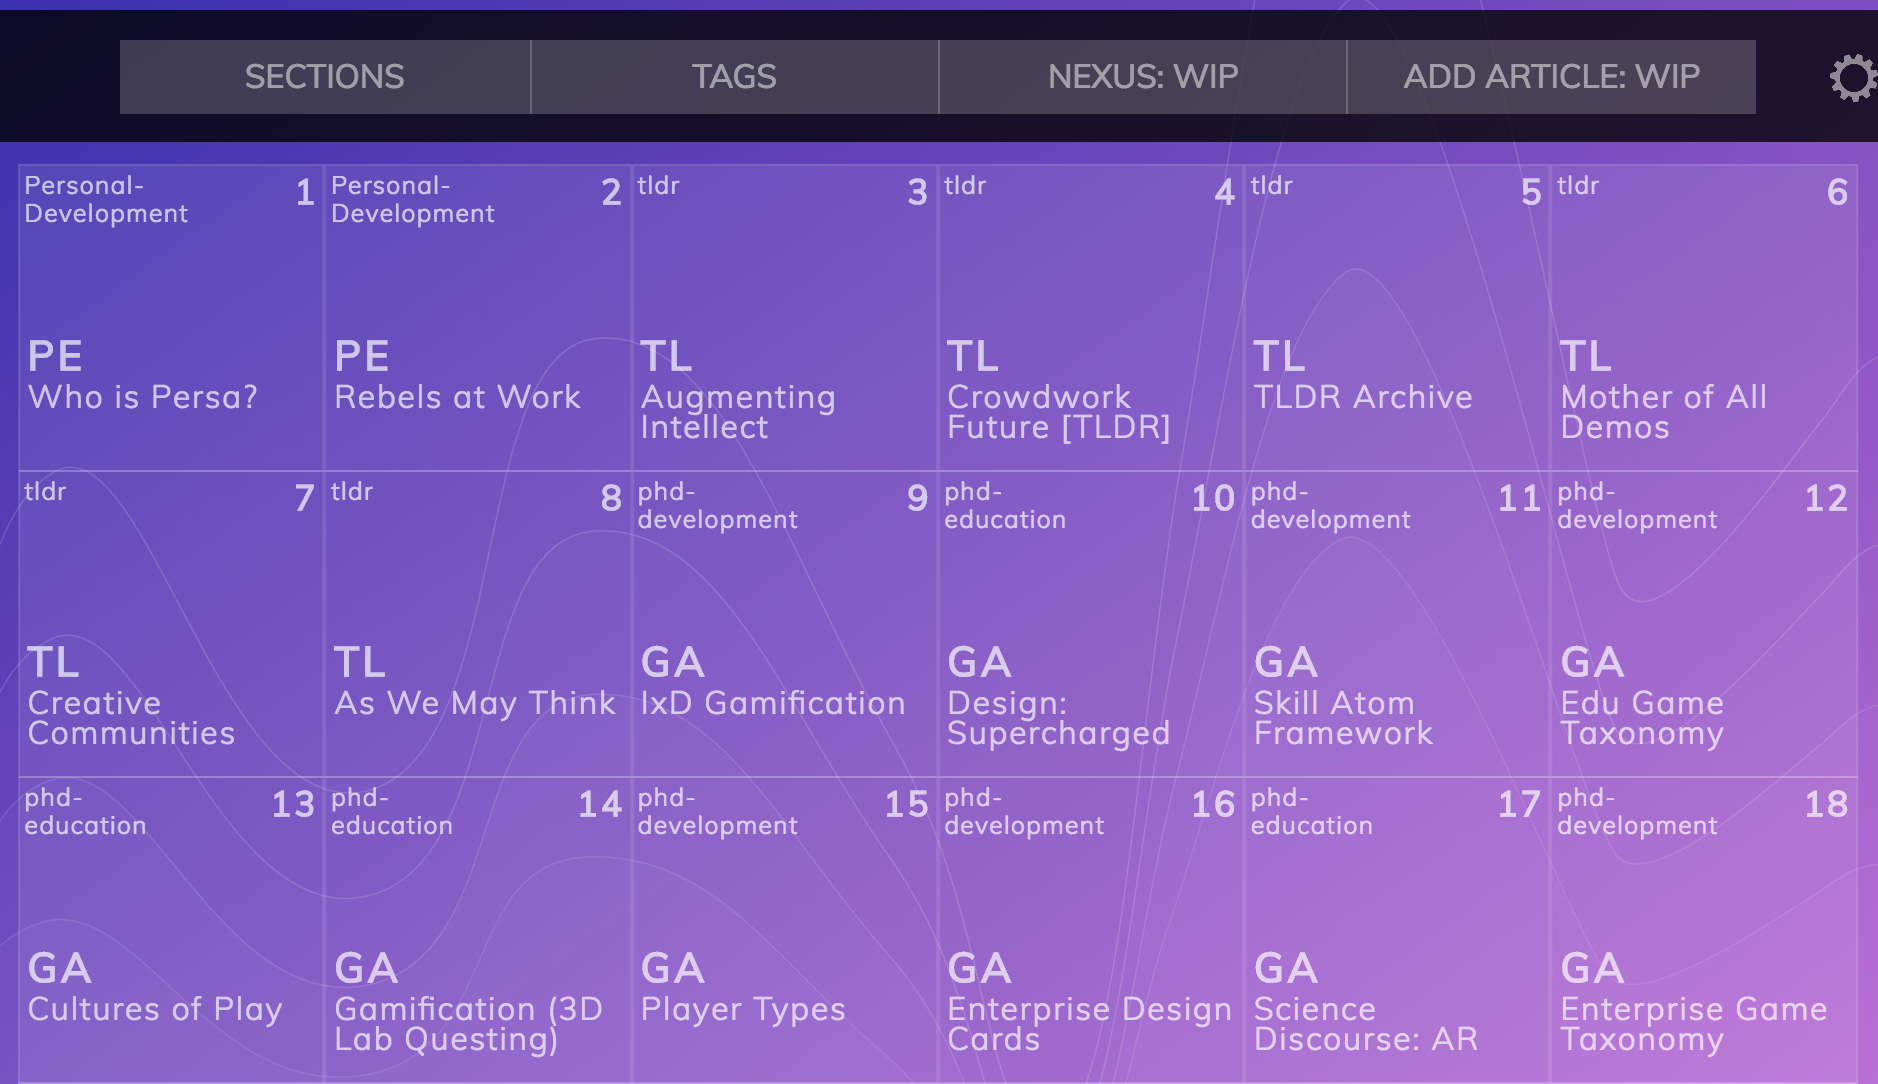 SECTIONS
TAGS
NEXUS: WIP
ADD ARTICLE: WIP
Personal-
Development
1
PE
Who is Persa?
Personal-
Development
2
PE
Rebels at Work
tldr
3
TL
Augmenting
Intellect
tldr
4
TL
Crowdwork
Future [TLDR]
tldr
5
TL
TLDR Archive
tldr
6
TL
Mother of All
Demos
tldr
7
TL
Creative
Communities
tldr
8
TL
As We May Think
phd-
development
9
GA
IxD Gamification
phd-
education
10
GA
Design:
Supercharged
phd-
development
11
GA
Skill Atom
Framework
phd-
development
12
GA
Edu Game
Taxonomy
phd-
education
13
GA
Cultures of Play
phd-
education
14
GA
Gamification (3D
Lab Questing)
phd-
development
15
GA
Player Types
phd-
development
16
GA
Enterprise Design
Cards
phd-
education
17
GA
Science
Discourse: AR
phd-
development
18
GA
Enterprise Game
Taxonomy